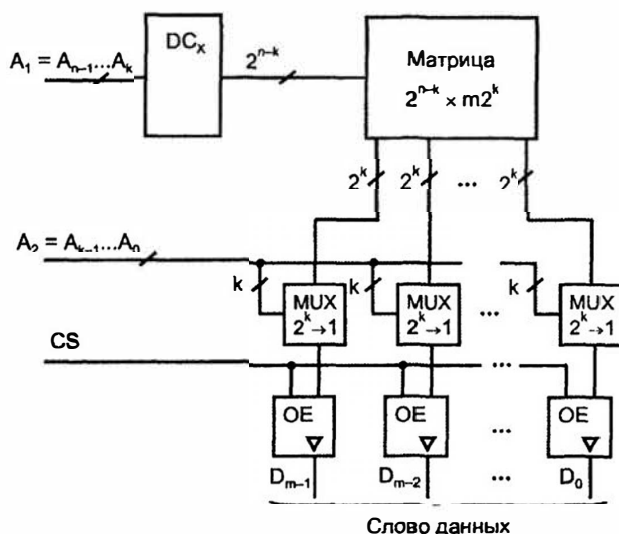 A₁ = Aₙ₋₁...Aₖ
DCₓ
2ⁿ⁻ᵏ
Матрица
2ⁿ⁻ᵏ × m2ᵏ
2ᵏ 2ᵏ ... 2ᵏ
A₂ = Aₖ₋₁...A₀
k k k
MUX MUX ... MUX
2ᵏ→1 2ᵏ→1 2ᵏ→1
CS
...
OE OE OE
...
Dₘ₋₁ Dₘ₋₂ ... D₀
Слово данных